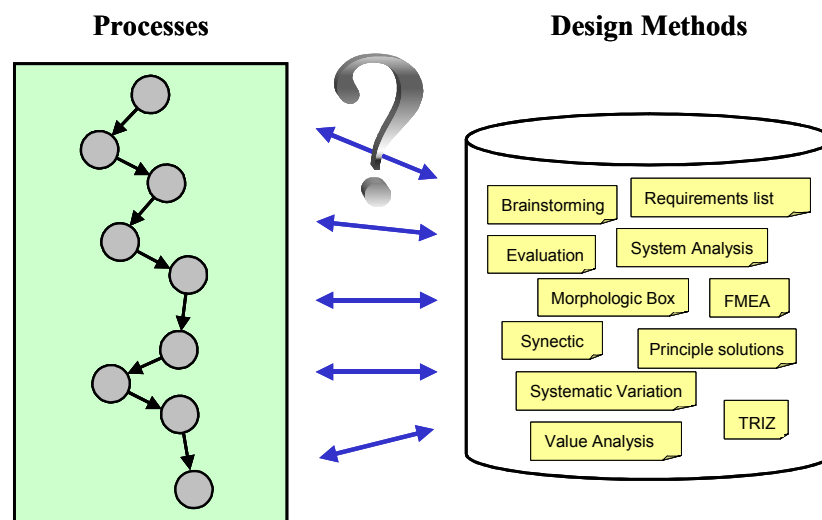 Processes
Design Methods
?
Brainstorming
Requirements list
Evaluation
System Analysis
Morphologic Box
FMEA
Synectic
Principle solutions
Systematic Variation
TRIZ
Value Analysis